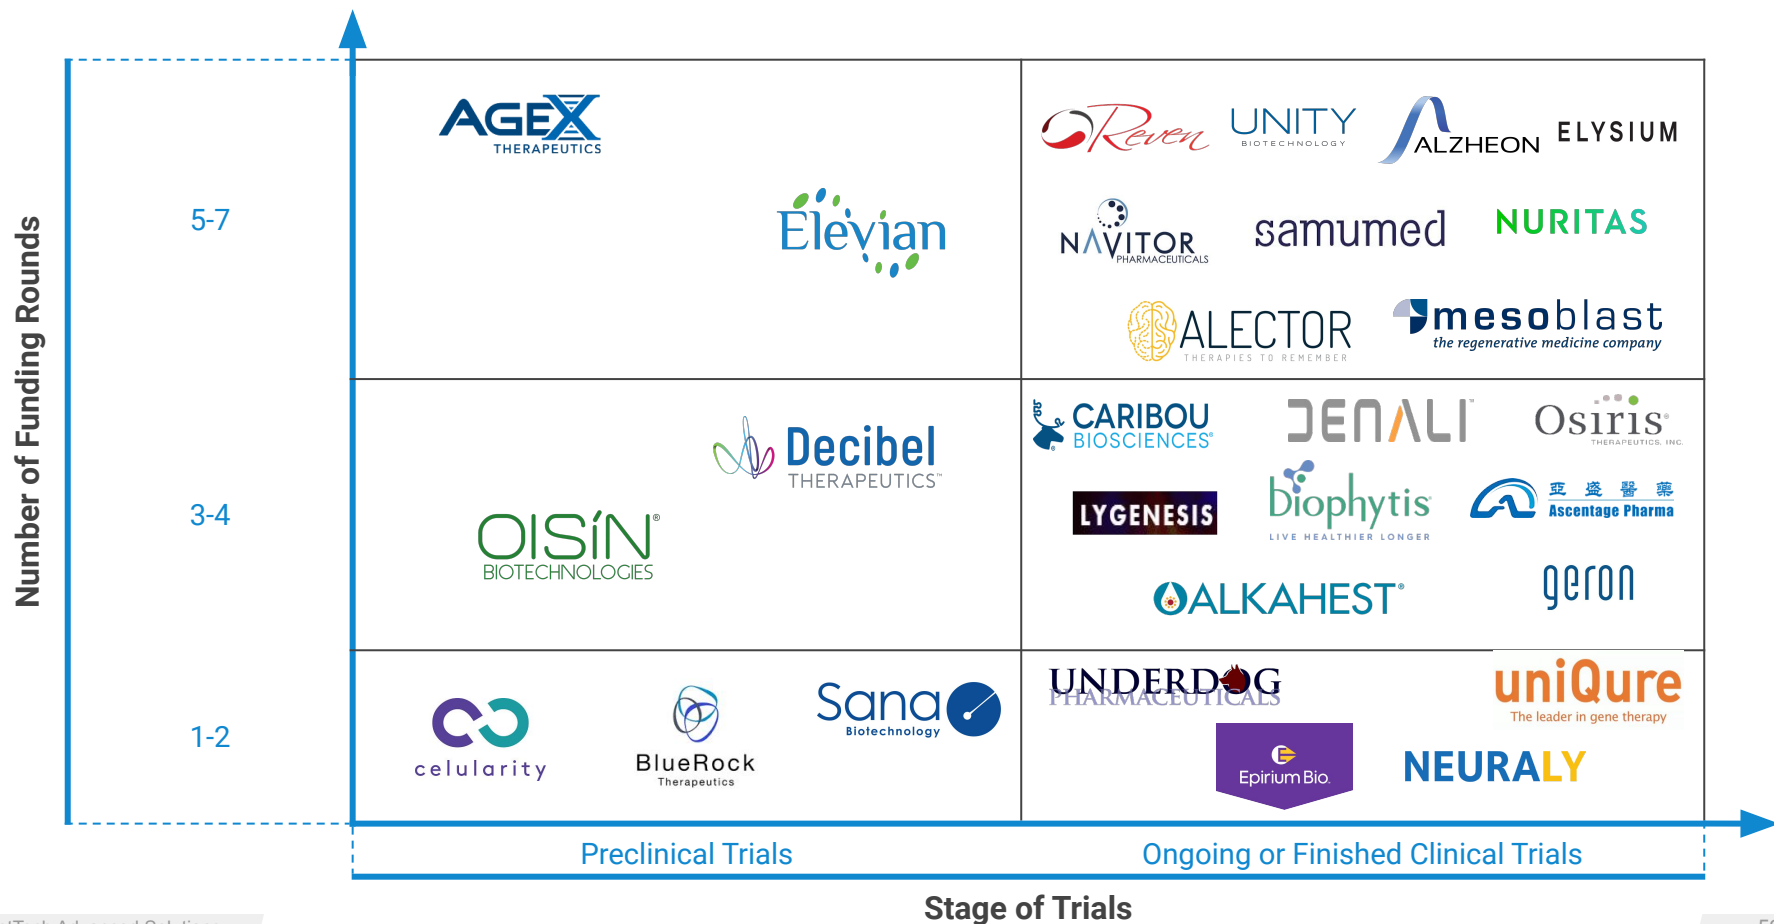 AGEX
THERAPEUTICS
Elevian
Reven
UNITY
BIOTECHNOLOGY
ALZHEON
ELYSIUM
NAVITOR
PHARMACEUTICALS
samumed
NURITAS
ALECTOR
THERAPIES TO REMEMBER
mesoblast
the regenerative medicine company
5-7
Number of Funding Rounds
Decibel
THERAPEUTICS™
OISÍN®
BIOTECHNOLOGIES
CARIBOU
BIOSCIENCES®
DENALI™
Osiris®
THERAPEUTICS, INC.
LYGENESIS
biophytis
LIVE HEALTHIER LONGER
亞盛醫藥
Ascentage Pharma
ALKAHEST®
geron
3-4
celularity
BlueRock
Therapeutics
Sana
Biotechnology
UNDERDOG
PHARMACEUTICALS
uniQure
The leader in gene therapy
Epirium Bio.
NEURALY
1-2
Preclinical Trials
Ongoing or Finished Clinical Trials
Stage of Trials